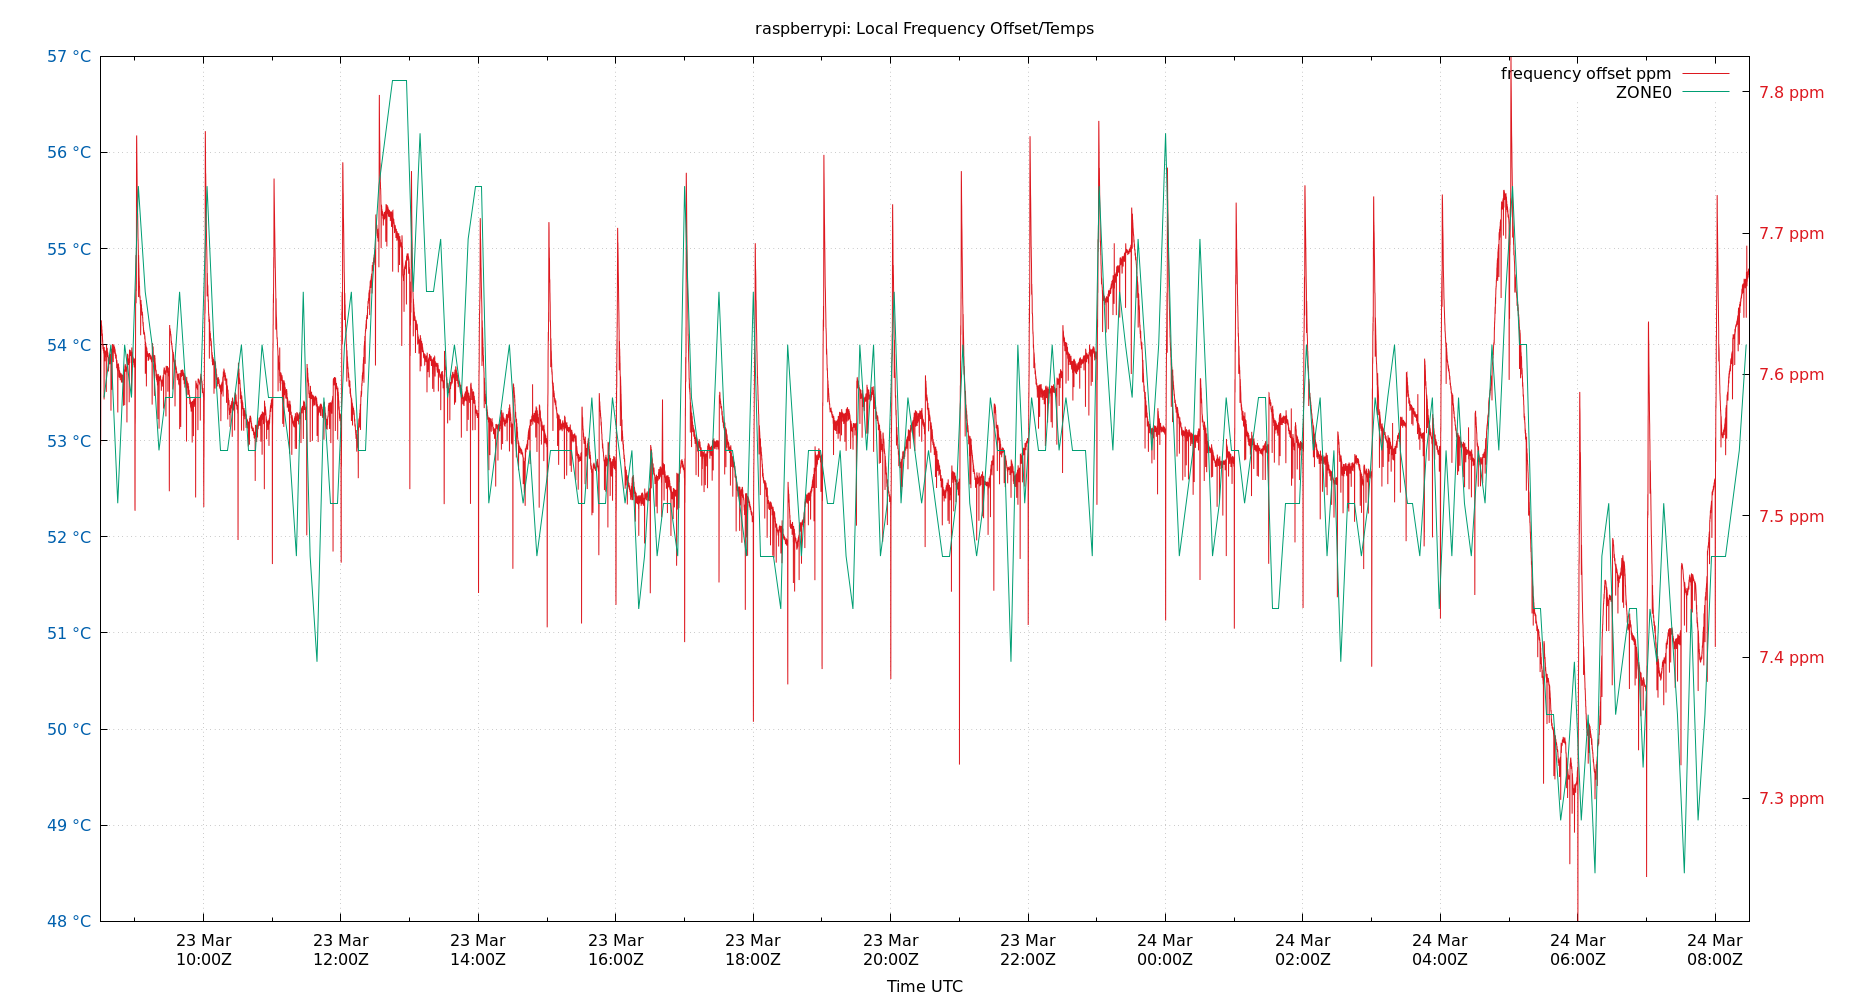 raspberrypi: Local Frequency Offset/Temps
57 °C
56 °C
55 °C
54 °C
53 °C
52 °C
51 °C
50 °C
49 °C
48 °C
frequency offset ppm
ZONE0
7.8 ppm
7.7 ppm
7.6 ppm
7.5 ppm
7.4 ppm
7.3 ppm
23 Mar
10:00Z
23 Mar
12:00Z
23 Mar
14:00Z
23 Mar
16:00Z
23 Mar
18:00Z
23 Mar
20:00Z
23 Mar
22:00Z
24 Mar
00:00Z
24 Mar
02:00Z
24 Mar
04:00Z
24 Mar
06:00Z
24 Mar
08:00Z
Time UTC